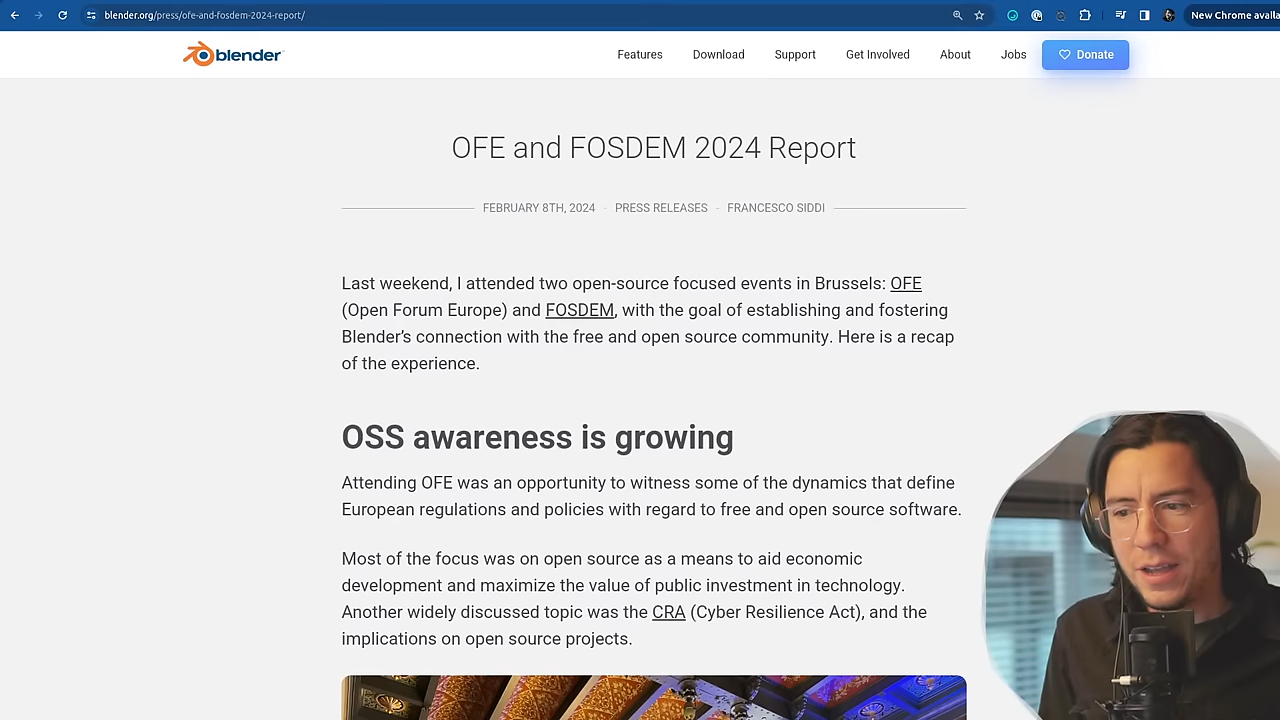 blender.org/press/ofe-and-fosdem-2024-report/
New Chrome availa
blender
Features
Download
Support
Get Involved
About
Jobs
Donate
OFE and FOSDEM 2024 Report
FEBRUARY 8TH, 2024 - PRESS RELEASES - FRANCESCO SIDDI
Last weekend, I attended two open-source focused events in Brussels: OFE
(Open Forum Europe) and FOSDEM, with the goal of establishing and fostering
Blender’s connection with the free and open source community. Here is a recap
of the experience.
OSS awareness is growing
Attending OFE was an opportunity to witness some of the dynamics that define
European regulations and policies with regard to free and open source software.
Most of the focus was on open source as a means to aid economic
development and maximize the value of public investment in technology.
Another widely discussed topic was the CRA (Cyber Resilience Act), and the
implications on open source projects.